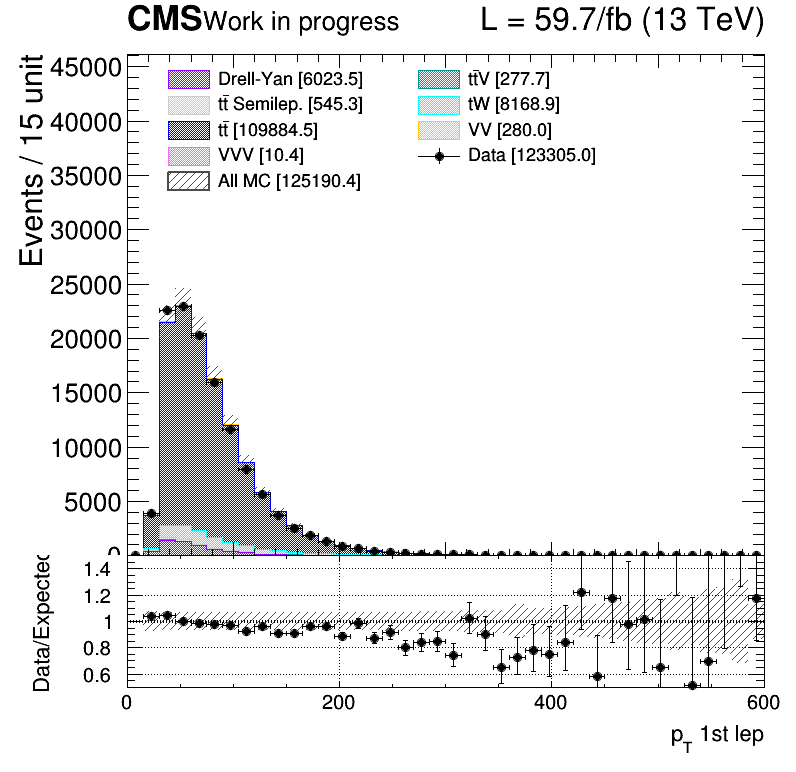 CMS Work in progress L = 59.7/fb (13 TeV)
Events / 15 unit
45000
40000
35000
30000
25000
20000
15000
10000
5000
0
Drell-Yan [6023.5]
tt̄ Semilep. [545.3]
tt̄ [109884.5]
VVV [10.4]
All MC [125190.4]
tt̄V [277.7]
tW [8168.9]
VV [280.0]
Data [123305.0]
Data/Expected
1.4
1.2
1
0.8
0.6
0 200 400 600
p_T 1st lep